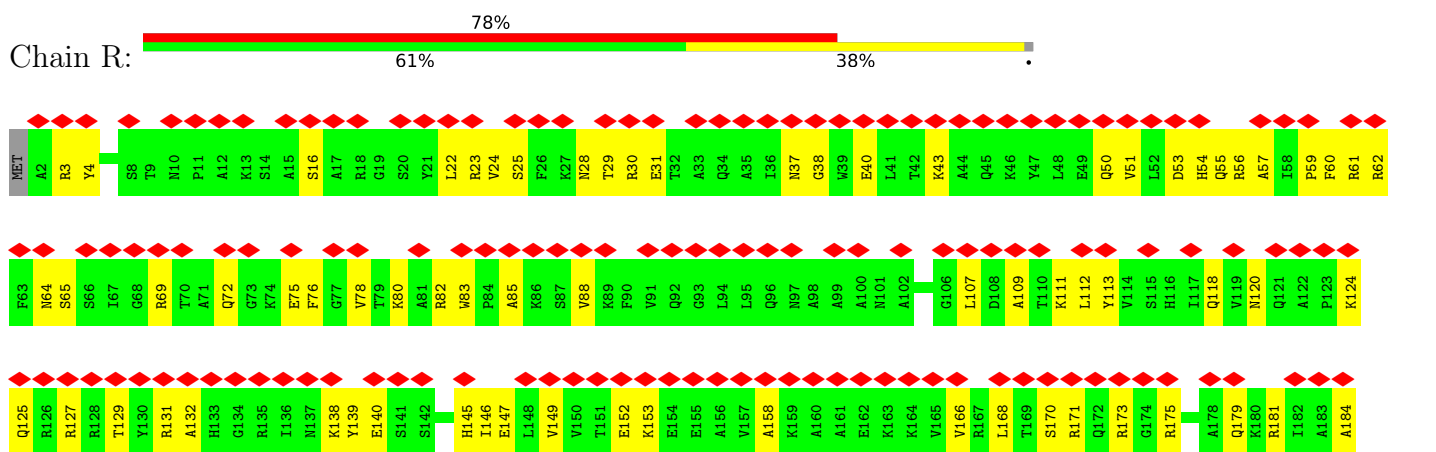 78%
Chain R:
61% 38% •
MET A2 R3 Y4 S8 T9 N10 P11 A12 K13 S14 A15 S16 A17 R18 G19 S20 Y21 L22 R23 V24 S25 F26 K27 N28 T29 R30 E31 T32 A33 Q34 A35 I36 N37 G38 W39 E40 L41 T42 K43 A44 Q45 K46 Y47 L48 E49 Q50 V51 L52 D53 H54 Q55 R56 A57 I58 P59 F60 R61 R62
F63 N64 S65 S66 I67 G68 R69 T70 A71 Q72 G73 K74 E75 F76 G77 V78 T79 K80 A81 R82 W83 P84 A85 K86 S87 V88 K89 F90 V91 Q92 G93 L94 L95 Q96 N97 A98 A99 A100 N101 A102 G106 L107 D108 A109 T110 K111 L112 Y113 V114 S115 H116 I117 Q118 V119 N120 Q121 A122 P123 K124
Q125 R126 R127 R128 T129 Y130 R131 A132 H133 G134 R135 I136 N137 K138 Y139 E140 S141 S142 H145 I146 E147 L148 V149 V150 T151 E152 K153 E154 E155 A156 V157 A158 K159 A160 A161 E162 K163 K164 V165 V166 R167 L168 T169 S170 R171 Q172 R173 G174 R175 A178 Q179 K180 R181 I182 A183 A184